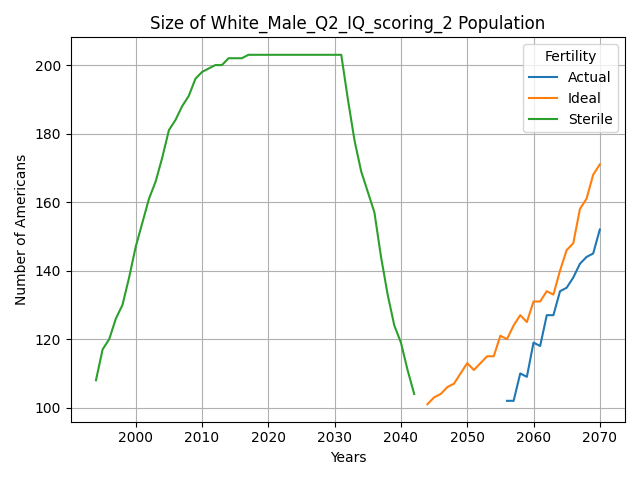 Size of White_Male_Q2_IQ_scoring_2 Population
Fertility
Actual
Ideal
Sterile
Number of Americans
200
180
160
140
120
100
2000 2010 2020 2030 2040 2050 2060 2070
Years